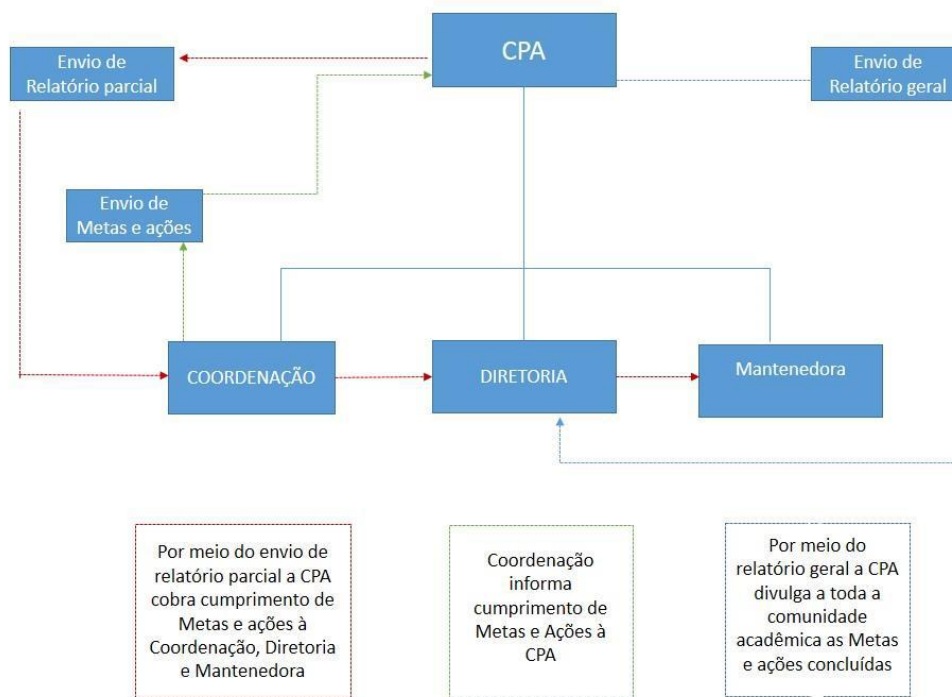 CPA
Envio de
Relatório parcial
Envio de
Relatório geral
Envio de
Metas e ações
COORDENAÇÃO
DIRETORIA
Mantenedora
Por meio do envio de
relatório parcial a CPA
cobra cumprimento de
Metas e ações à
Coordenação, Diretoria
e Mantenedora
Coordenação
informa
cumprimento de
Metas e Ações à
CPA
Por meio do
relatório geral a CPA
divulga a toda a
comunidade
acadêmica as Metas
e ações concluídas